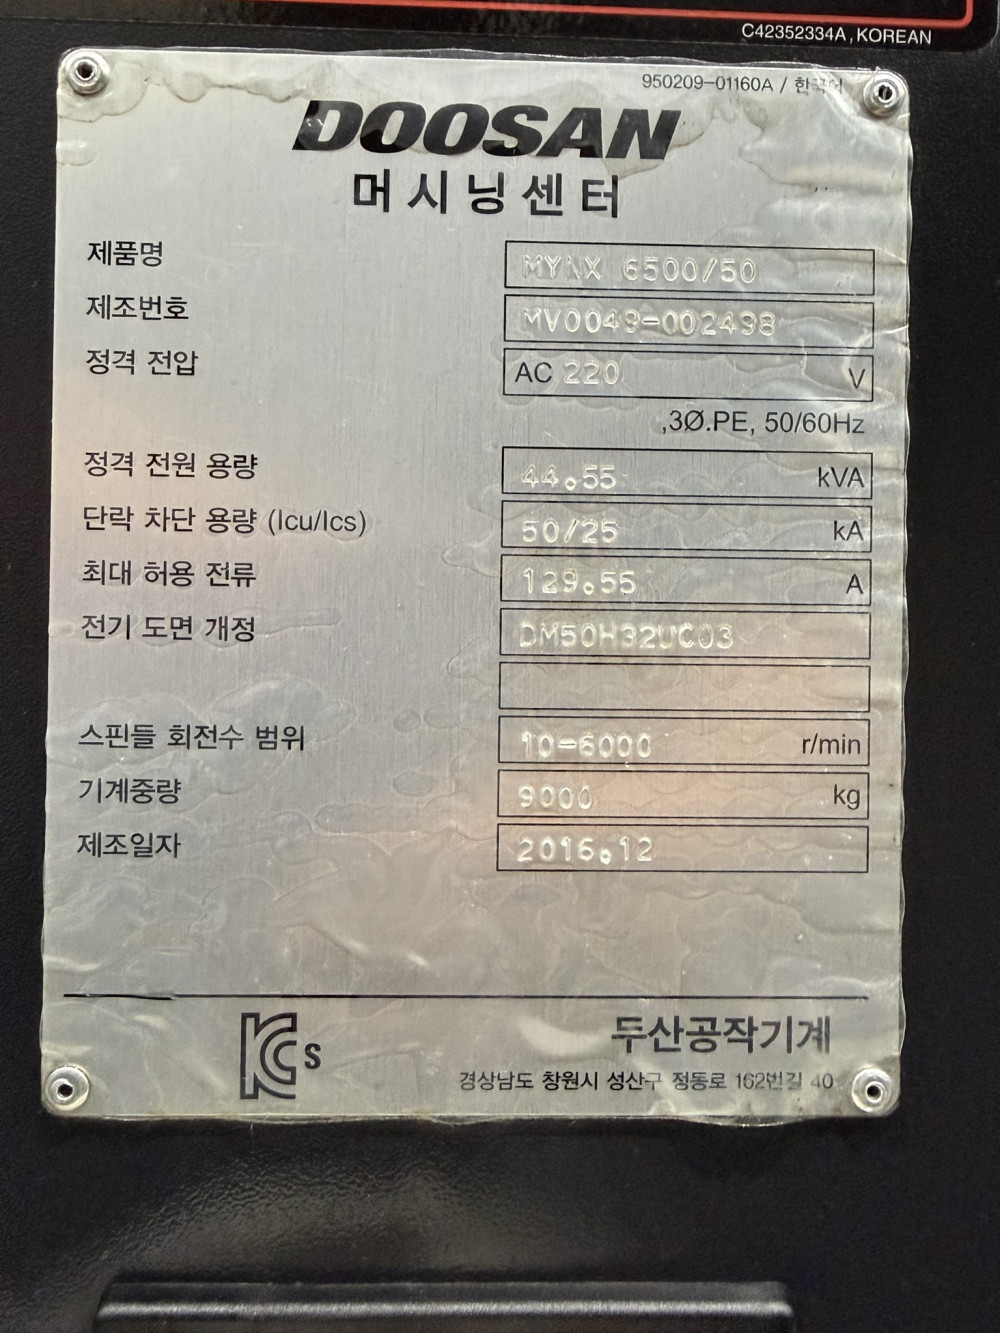 C42352334A, KOREAN
950209-01160A / 한국어
DOOSAN
머시닝센터
제품명 MYNX 6500/50
제조번호 MV0049-002498
정격 전압 AC 220 V
,3Ø.PE, 50/60Hz
정격 전원 용량 44.55 kVA
단락 차단 용량 (Icu/Ics) 50/25 kA
최대 허용 전류 129.55 A
전기 도면 개정 DM50H32UC03
스핀들 회전수 범위 10-6000 r/min
기계중량 9000 kg
제조일자 2016.12
KCs
두산공작기계
경상남도 창원시 성산구 정동로 162번길 40